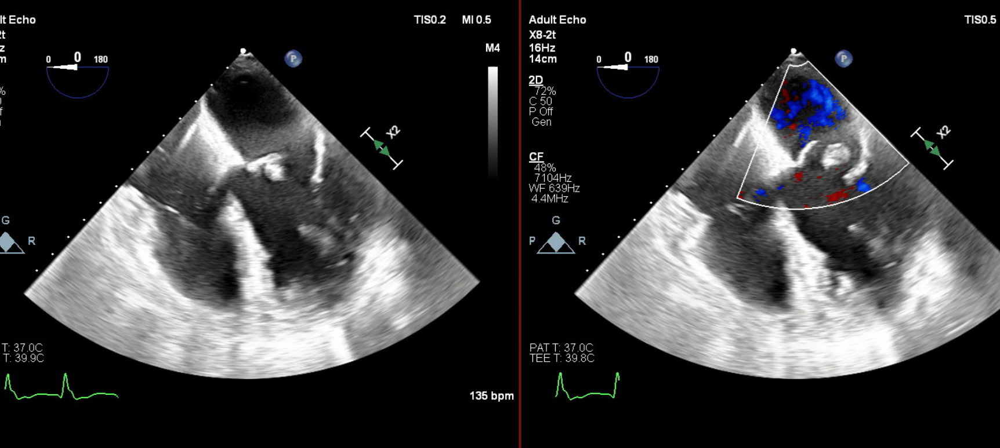 lt Echo
TIS0.2 MI 0.5
2t
z
m
M4
0 0 180
P
X2
%
G
R
T: 37.0C
T: 39.9C
135 bpm
Adult Echo
TIS0.5
X8-2t
16Hz
14cm
0 0 180
P
X2
2D
72%
C 50
P Off
Gen
CF
48%
7104Hz
WF 639Hz
4.4MHz
G
P R
PAT T: 37.0C
TEE T: 39.8C